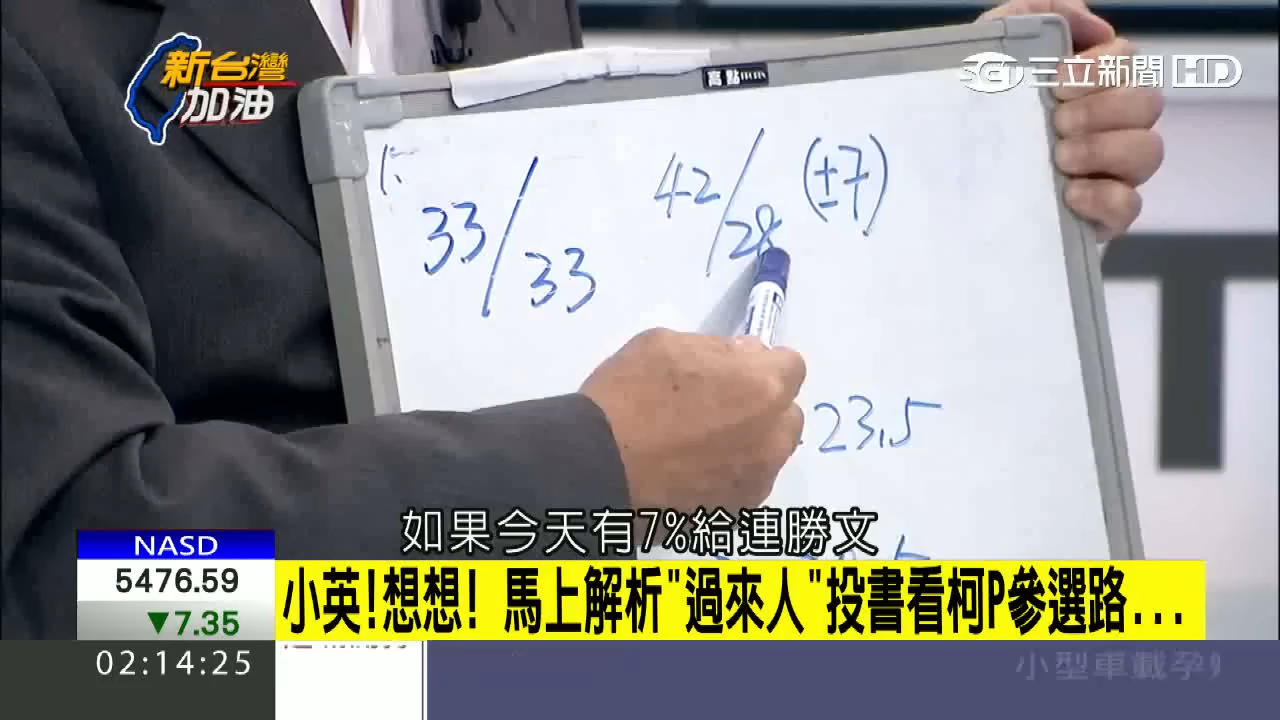 新台灣
加油
三立新聞HD
高點
33/33
42/28 (±7)
23.5
如果今天有7%給連勝文
NASD
5476.59
▼7.35
小英!想想! 馬上解析"過來人"投書看柯P參選路...
02:14:25
小型車載孕